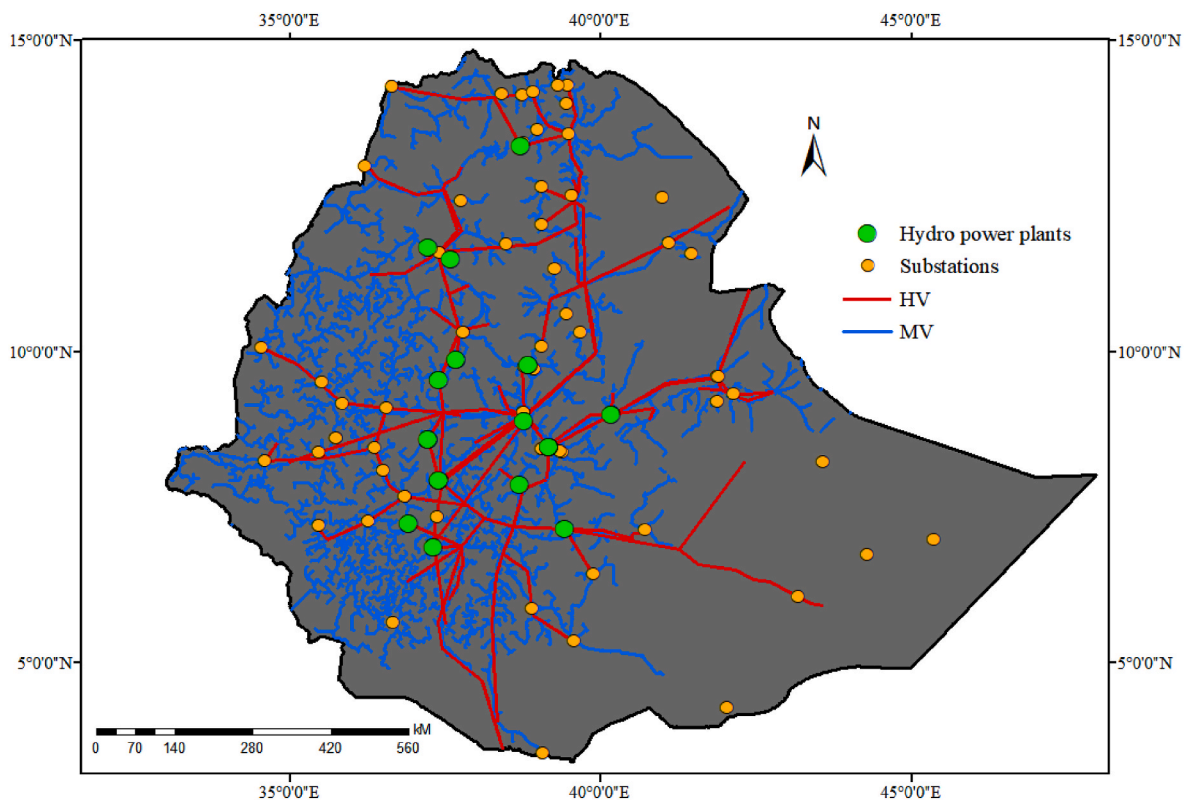 35°0'0"E 40°0'0"E 45°0'0"E
15°0'0"N 15°0'0"N
N
Hydro power plants
Substations
HV
MV
10°0'0"N 10°0'0"N
5°0'0"N 5°0'0"N
kM
0 70 140 280 420 560
35°0'0"E 40°0'0"E 45°0'0"E